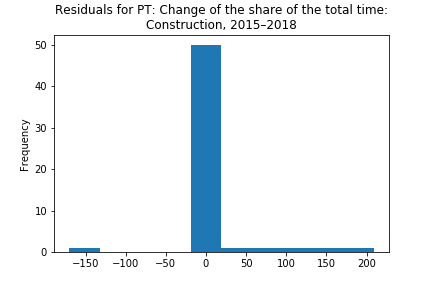 Residuals for PT: Change of the share of the total time:
Construction, 2015–2018
Frequency
50
40
30
20
10
0
−150 −100 −50 0 50 100 150 200